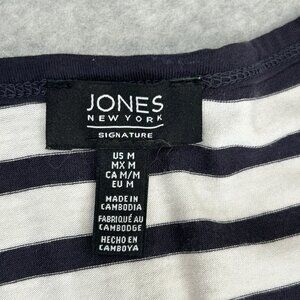 JONES
NEW YORK
SIGNATURE
US M
MX M
CA M/M
EU M
MADE IN
CAMBODIA
FABRIQUÉ AU
CAMBODGE
HECHO EN
CAMBOYA